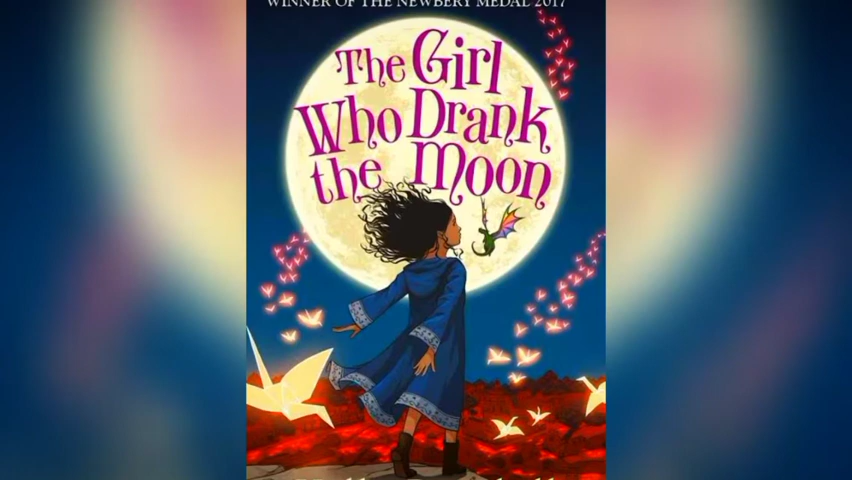 WINNER OF THE NEWBERY MEDAL 2017
The Girl
Who Drank
the Moon